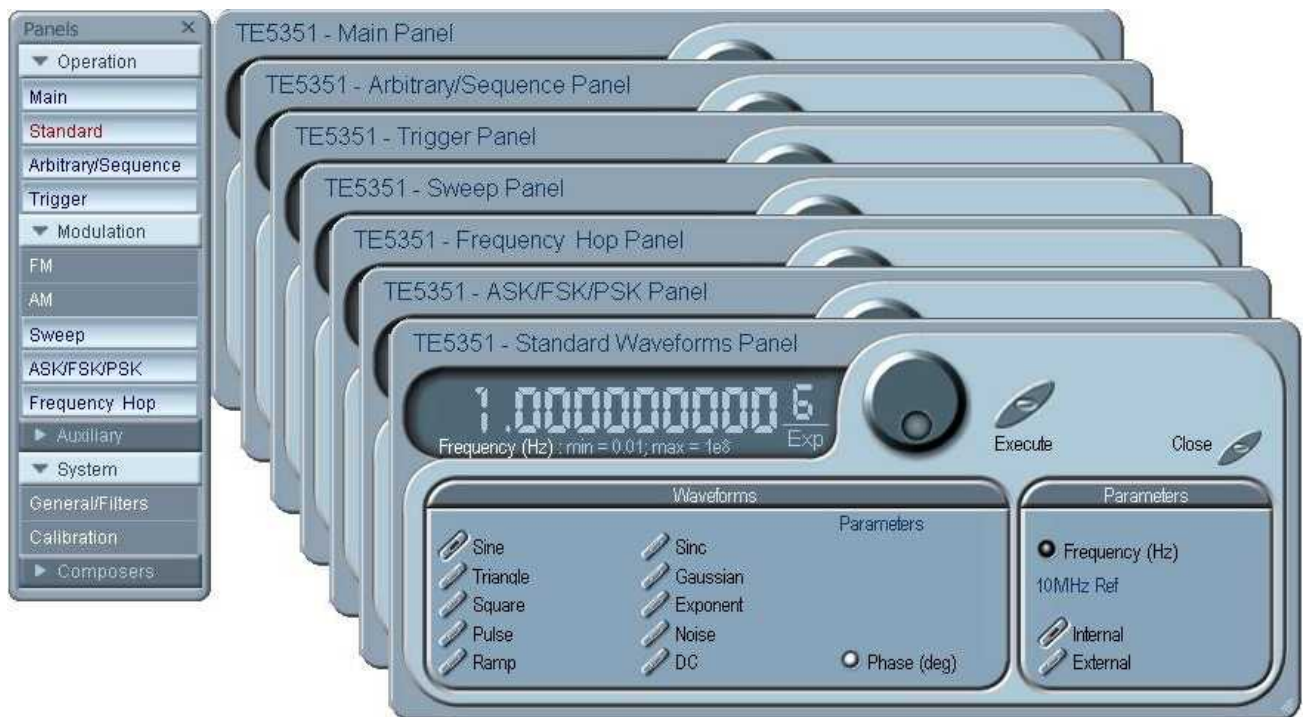 Panels
Operation
Main
Standard
Arbitrary/Sequence
Trigger
Modulation
FM
AM
Sweep
ASK/FSK/PSK
Frequency Hop
Auxiliary
System
General/Filters
Calibration
Composers
TE5351 - Main Panel
TE5351 - Arbitrary/Sequence Panel
TE5351 - Trigger Panel
TE5351 - Sweep Panel
TE5351 - Frequency Hop Panel
TE5351 - ASK/FSK/PSK Panel
TE5351 - Standard Waveforms Panel
1.000000000 6
Exp
Frequency (Hz) : min = 0.01; max = 1e8
Execute
Close
Waveforms
Parameters
Sine
Triangle
Square
Pulse
Ramp
Sinc
Gaussian
Exponent
Noise
DC
Phase (deg)
Parameters
Frequency (Hz)
10MHz Ref
Internal
External